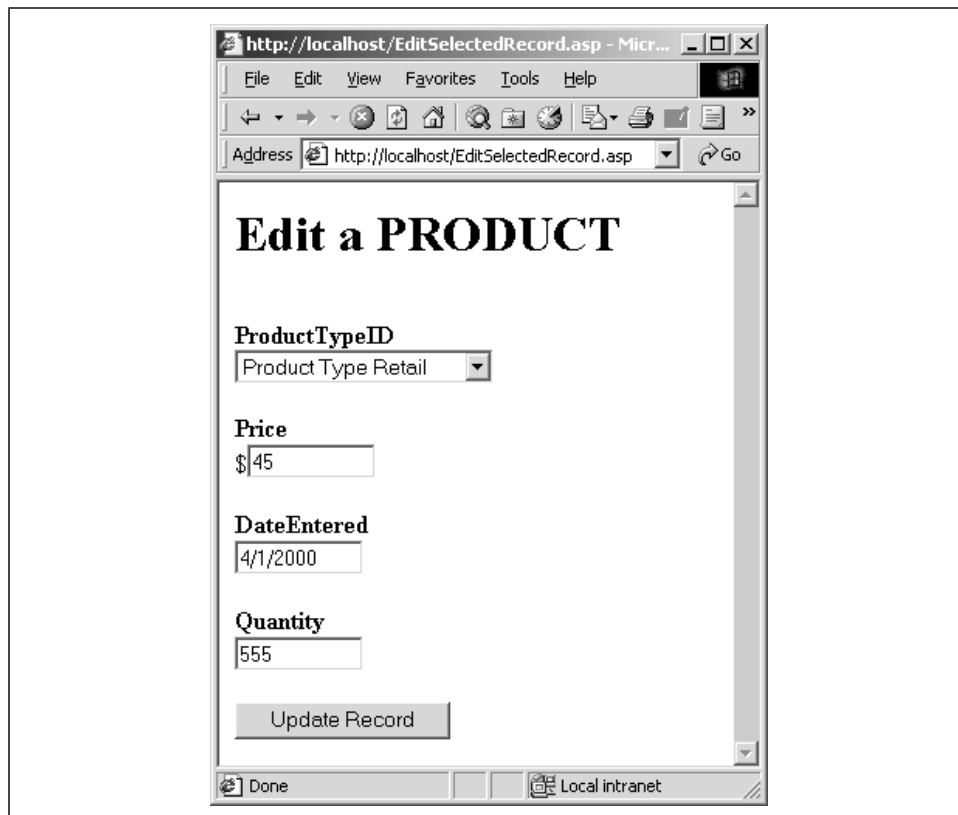 http://localhost/EditSelectedRecord.asp - Micr...
File Edit View Favorites Tools Help
»
Address http://localhost/EditSelectedRecord.asp Go
Edit a PRODUCT
ProductTypeID
Product Type Retail
Price
$45
DateEntered
4/1/2000
Quantity
555
Update Record
Done Local intranet